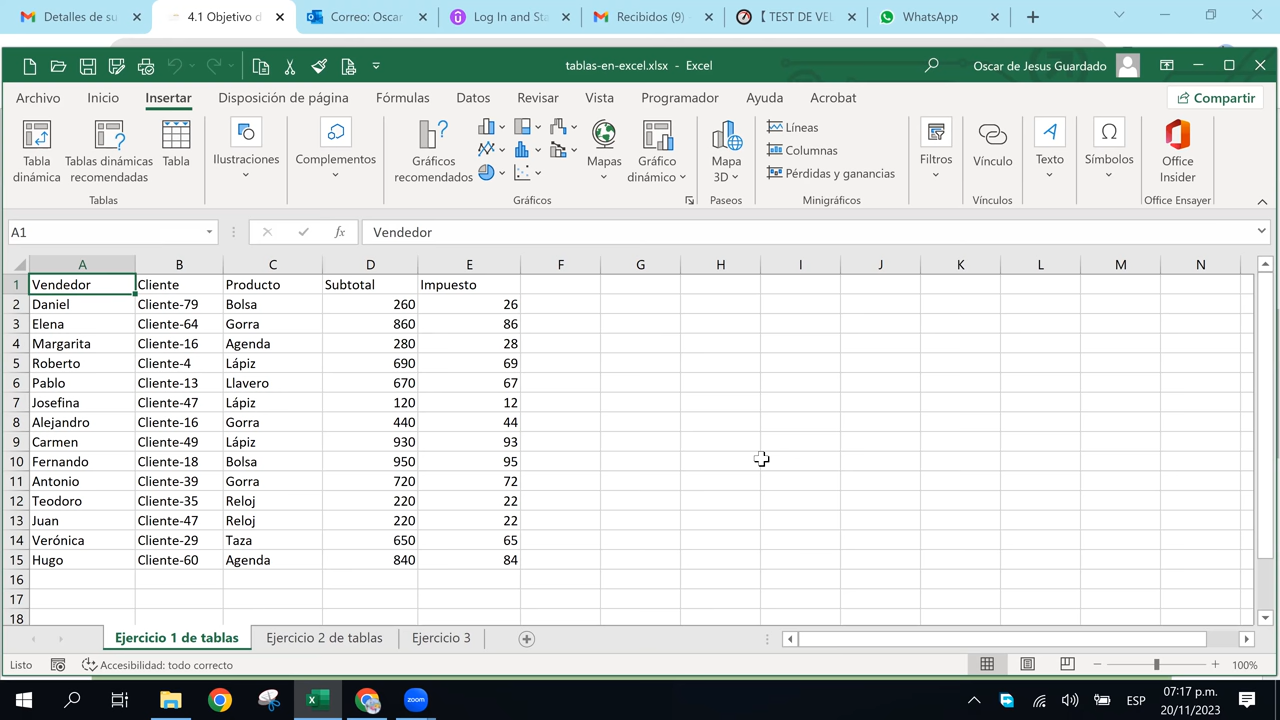 Detalles de su
4.1 Objetivo d
Correo: Oscar
Log In and Sta
Recibidos (9) -
【 TEST DE VEL
WhatsApp
tablas-en-excel.xlsx - Excel
Oscar de Jesus Guardado
Archivo Inicio Insertar Disposición de página Fórmulas Datos Revisar Vista Programador Ayuda Acrobat Compartir
Tabla dinámica
Tablas dinámicas recomendadas
Tabla
Ilustraciones
Complementos
Gráficos recomendados
Mapas
Gráfico dinámico
Mapa 3D
Líneas
Columnas
Pérdidas y ganancias
Filtros
Vínculo
Texto
Símbolos
Office Insider
Tablas Gráficos Paseos Minigráficos Vínculos Office Ensayer
A1 fx Vendedor
A B C D E F G H I J K L M N
1 Vendedor Cliente Producto Subtotal Impuesto
2 Daniel Cliente-79 Bolsa 260 26
3 Elena Cliente-64 Gorra 860 86
4 Margarita Cliente-16 Agenda 280 28
5 Roberto Cliente-4 Lápiz 690 69
6 Pablo Cliente-13 Llavero 670 67
7 Josefina Cliente-47 Lápiz 120 12
8 Alejandro Cliente-16 Gorra 440 44
9 Carmen Cliente-49 Lápiz 930 93
10 Fernando Cliente-18 Bolsa 950 95
11 Antonio Cliente-39 Gorra 720 72
12 Teodoro Cliente-35 Reloj 220 22
13 Juan Cliente-47 Reloj 220 22
14 Verónica Cliente-29 Taza 650 65
15 Hugo Cliente-60 Agenda 840 84
16
17
18
Ejercicio 1 de tablas Ejercicio 2 de tablas Ejercicio 3
Listo Accesibilidad: todo correcto 100%
zoom
ESP
07:17 p.m.
20/11/2023